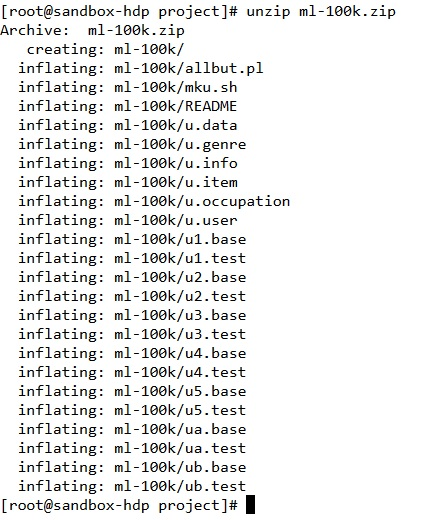 [root@sandbox-hdp project]# unzip ml-100k.zip
Archive:  ml-100k.zip
   creating: ml-100k/
  inflating: ml-100k/allbut.pl
  inflating: ml-100k/mku.sh
  inflating: ml-100k/README
  inflating: ml-100k/u.data
  inflating: ml-100k/u.genre
  inflating: ml-100k/u.info
  inflating: ml-100k/u.item
  inflating: ml-100k/u.occupation
  inflating: ml-100k/u.user
  inflating: ml-100k/u1.base
  inflating: ml-100k/u1.test
  inflating: ml-100k/u2.base
  inflating: ml-100k/u2.test
  inflating: ml-100k/u3.base
  inflating: ml-100k/u3.test
  inflating: ml-100k/u4.base
  inflating: ml-100k/u4.test
  inflating: ml-100k/u5.base
  inflating: ml-100k/u5.test
  inflating: ml-100k/ua.base
  inflating: ml-100k/ua.test
  inflating: ml-100k/ub.base
  inflating: ml-100k/ub.test
[root@sandbox-hdp project]#